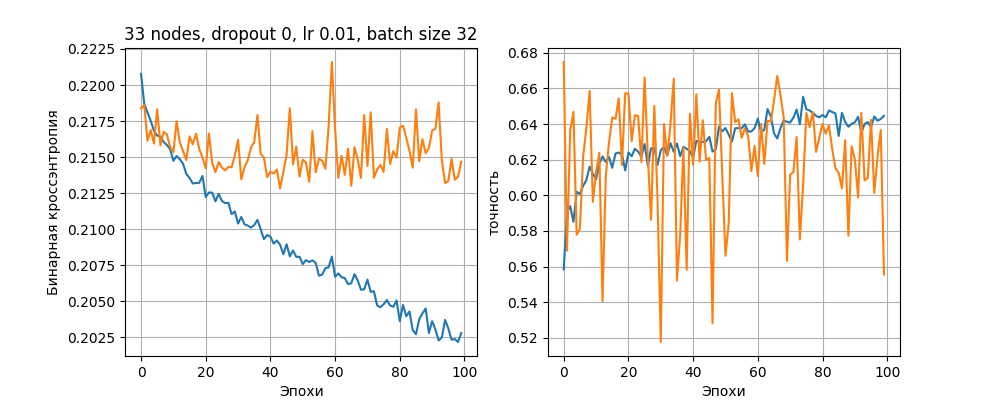 33 nodes, dropout 0, lr 0.01, batch size 32
Бинарная кроссэнтропия
0.2225
0.2200
0.2175
0.2150
0.2125
0.2100
0.2075
0.2050
0.2025
0 20 40 60 80 100
Эпохи
точность
0.68
0.66
0.64
0.62
0.60
0.58
0.56
0.54
0.52
0 20 40 60 80 100
Эпохи